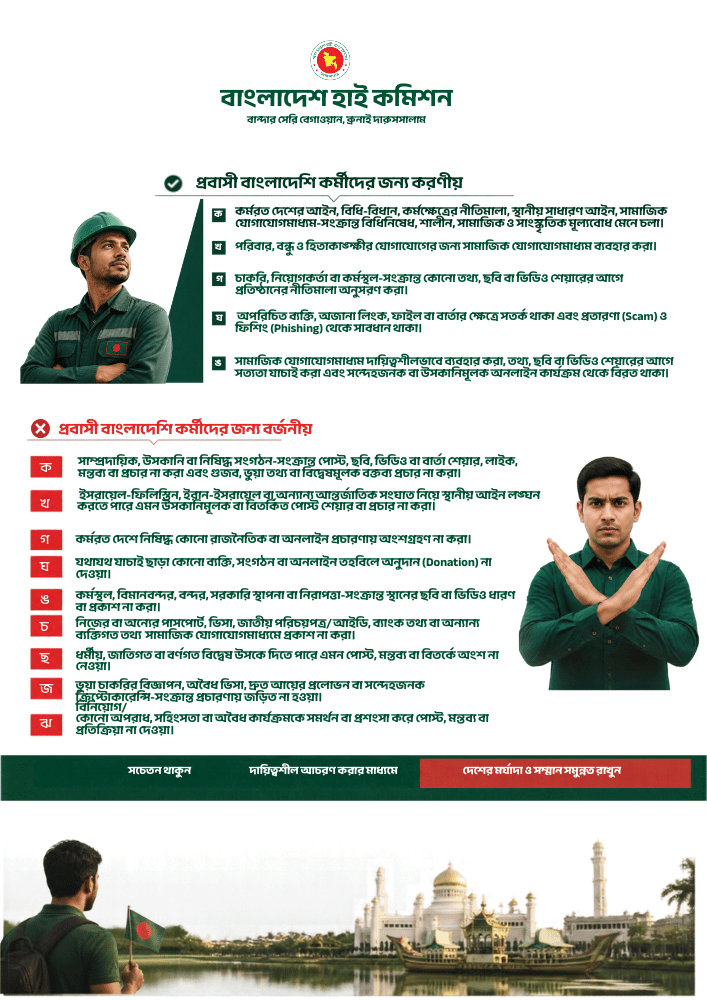 বাংলাদেশ হাই কমিশন
বান্দার সেরি বেগাওয়ান, ব্রুনাই দারুসসালাম
প্রবাসী বাংলাদেশি কর্মীদের জন্য করণীয়
ক কর্মরত দেশের আইন, বিধি-বিধান, কর্মক্ষেত্রের নীতিমালা, স্থানীয় সাধারণ আইন, সামাজিক
যোগাযোগমাধ্যম-সংক্রান্ত বিধিনিষেধ, শালীন, সামাজিক ও সাংস্কৃতিক মূল্যবোধ মেনে চলা।
খ পরিবার, বন্ধু ও হিতাকাঙ্ক্ষীর যোগাযোগের জন্য সামাজিক যোগাযোগমাধ্যম ব্যবহার করা।
গ চাকরি, নিয়োগকর্তা বা কর্মস্থল-সংক্রান্ত কোনো তথ্য, ছবি বা ভিডিও শেয়ারের আগে
প্রতিষ্ঠানের নীতিমালা অনুসরণ করা।
ঘ অপরিচিত ব্যক্তি, অজানা লিংক, ফাইল বা বার্তার ক্ষেত্রে সতর্ক থাকা এবং প্রতারণা (Scam) ও
ফিশিং (Phishing) থেকে সাবধান থাকা।
ঙ সামাজিক যোগাযোগমাধ্যম দায়িত্বশীলভাবে ব্যবহার করা, তথ্য, ছবি বা ভিডিও শেয়ারের আগে
সত্যতা যাচাই করা এবং সন্দেহজনক বা উসকানিমূলক অনলাইন কার্যক্রম থেকে বিরত থাকা।
প্রবাসী বাংলাদেশি কর্মীদের জন্য বর্জনীয়
ক সাম্প্রদায়িক, উসকানি বা নিষিদ্ধ সংগঠন-সংক্রান্ত পোস্ট, ছবি, ভিডিও বা বার্তা শেয়ার, লাইক,
মন্তব্য বা প্রচার না করা এবং গুজব, ভুয়া তথ্য বা বিদ্বেষমূলক বক্তব্য প্রচার না করা।
খ ইসরায়েল-ফিলিস্তিন, ইরান-ইসরায়েল বা অন্যান্য আন্তর্জাতিক সংঘাত নিয়ে স্থানীয় আইন লঙ্ঘন
করতে পারে এমন উসকানিমূলক বা বিতর্কিত পোস্ট শেয়ার বা প্রচার না করা।
গ কর্মরত দেশে নিষিদ্ধ কোনো রাজনৈতিক বা অনলাইন প্রচারণায় অংশগ্রহণ না করা।
ঘ যথাযথ যাচাই ছাড়া কোনো ব্যক্তি, সংগঠন বা অনলাইন তহবিলে অনুদান (Donation) না
দেওয়া।
ঙ কর্মস্থল, বিমানবন্দর, বন্দর, সরকারি স্থাপনা বা নিরাপত্তা-সংক্রান্ত স্থানের ছবি বা ভিডিও ধারণ
বা প্রকাশ না করা।
চ নিজের বা অন্যের পাসপোর্ট, ভিসা, জাতীয় পরিচয়পত্র/আইডি, ব্যাংক তথ্য বা অন্যান্য
ব্যক্তিগত তথ্য সামাজিক যোগাযোগমাধ্যমে প্রকাশ না করা।
ছ ধর্মীয়, জাতিগত বা বর্ণগত বিদ্বেষ উসকে দিতে পারে এমন পোস্ট, মন্তব্য বা বিতর্কে অংশ না
নেওয়া।
জ ভুয়া চাকরির বিজ্ঞাপন, অবৈধ ভিসা, দ্রুত আয়ের প্রলোভন বা সন্দেহজনক
ক্রিপ্টোকারেন্সি-সংক্রান্ত প্রচারণায় জড়িত না হওয়া।
বিনিয়োগ/
ঝ কোনো অপরাধ, সহিংসতা বা অবৈধ কার্যক্রমকে সমর্থন বা প্রশংসা করে পোস্ট, মন্তব্য বা
প্রতিক্রিয়া না দেওয়া।
সচেতন থাকুন দায়িত্বশীল আচরণ করার মাধ্যমে দেশের মর্যাদা ও সম্মান সমুন্নত রাখুন